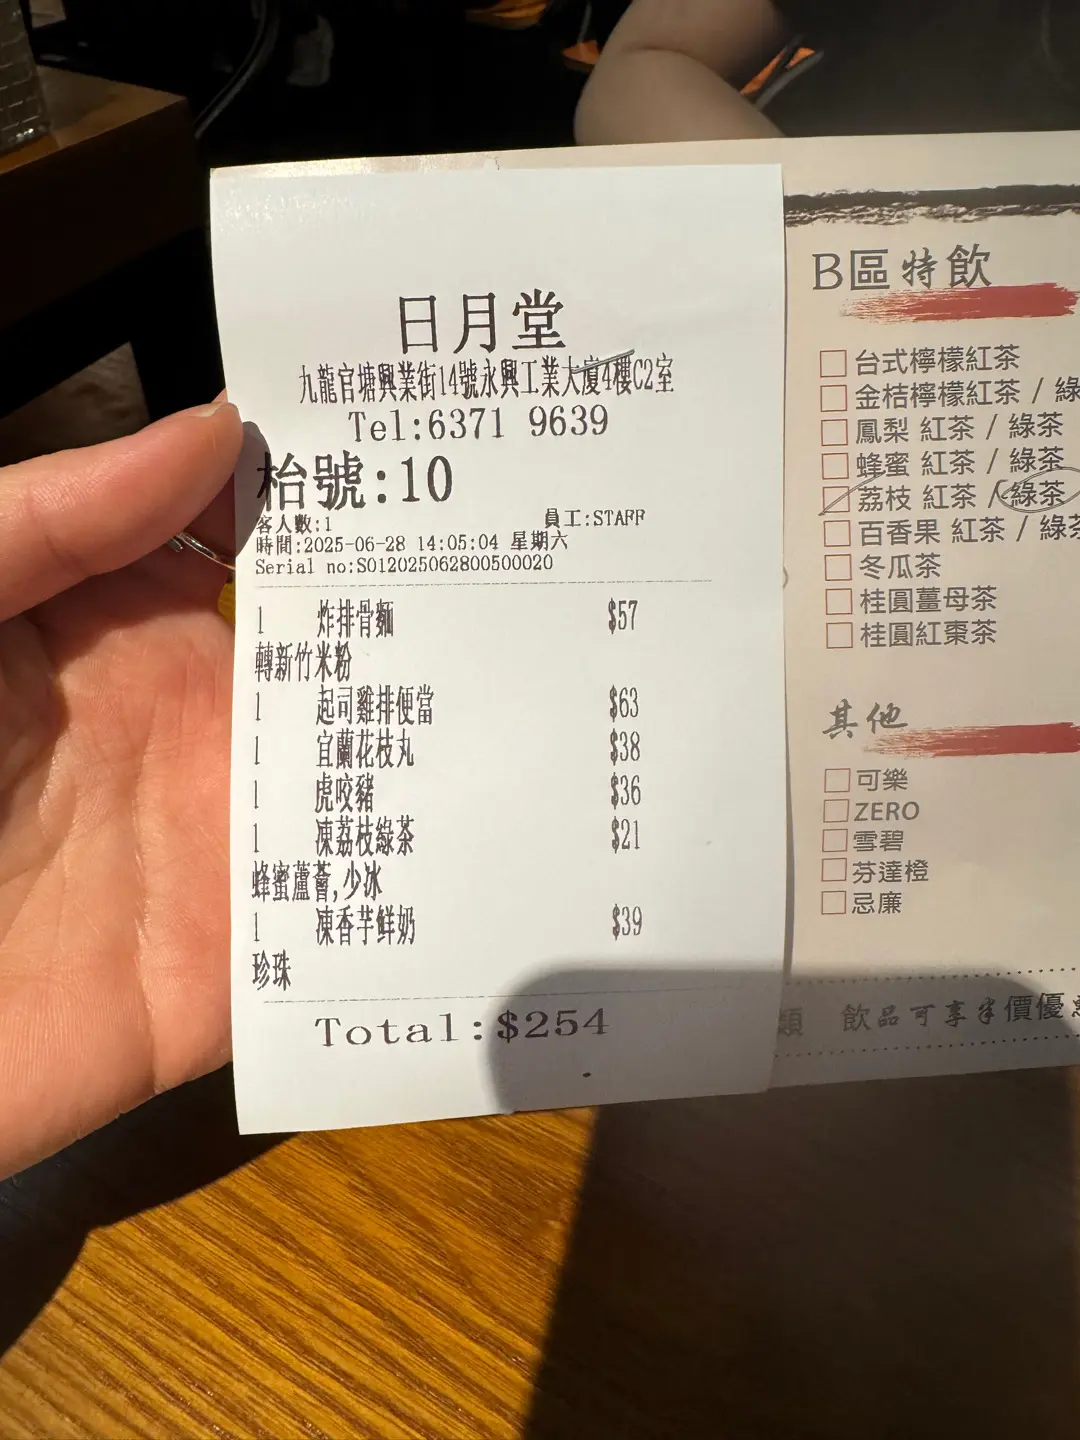 日月堂
九龍官塘興業街14號永興工業大廈4樓C2室
Tel:6371 9639
枱號:10
客人數:1 員工:STAFF
時間:2025-06-28 14:05:04 星期六
Serial no:S012025062800500020
1 炸排骨麵 $57
轉新竹米粉
1 起司雞排便當 $63
1 宜蘭花枝丸 $38
1 虎咬豬 $36
1 凍荔枝綠茶 $21
蜂蜜蘆薈,少冰
1 凍香芋鮮奶 $39
珍珠
Total:$254
B區特飲
台式檸檬紅茶
金桔檸檬紅茶 / 綠
鳳梨 紅茶 / 綠茶
蜂蜜 紅茶 / 綠茶
荔枝 紅茶 / 綠茶
百香果 紅茶 / 綠茶
冬瓜茶
桂圓薑母茶
桂圓紅棗茶
其他
可樂
ZERO
雪碧
芬達橙
忌廉
類 飲品可享半價優惠